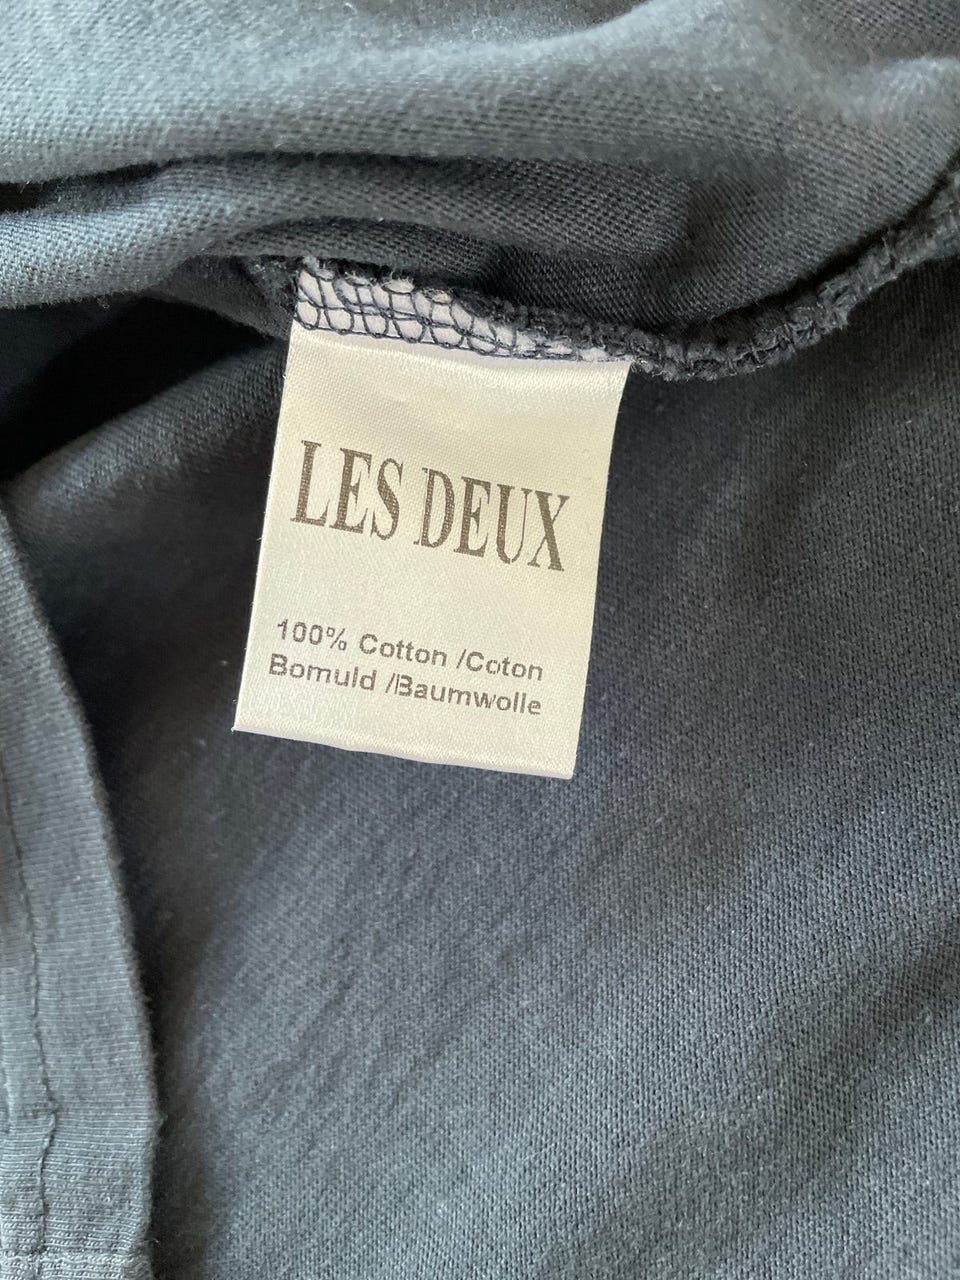 LES DEUX
100% Cotton /Coton
Bomuld /Baumwolle